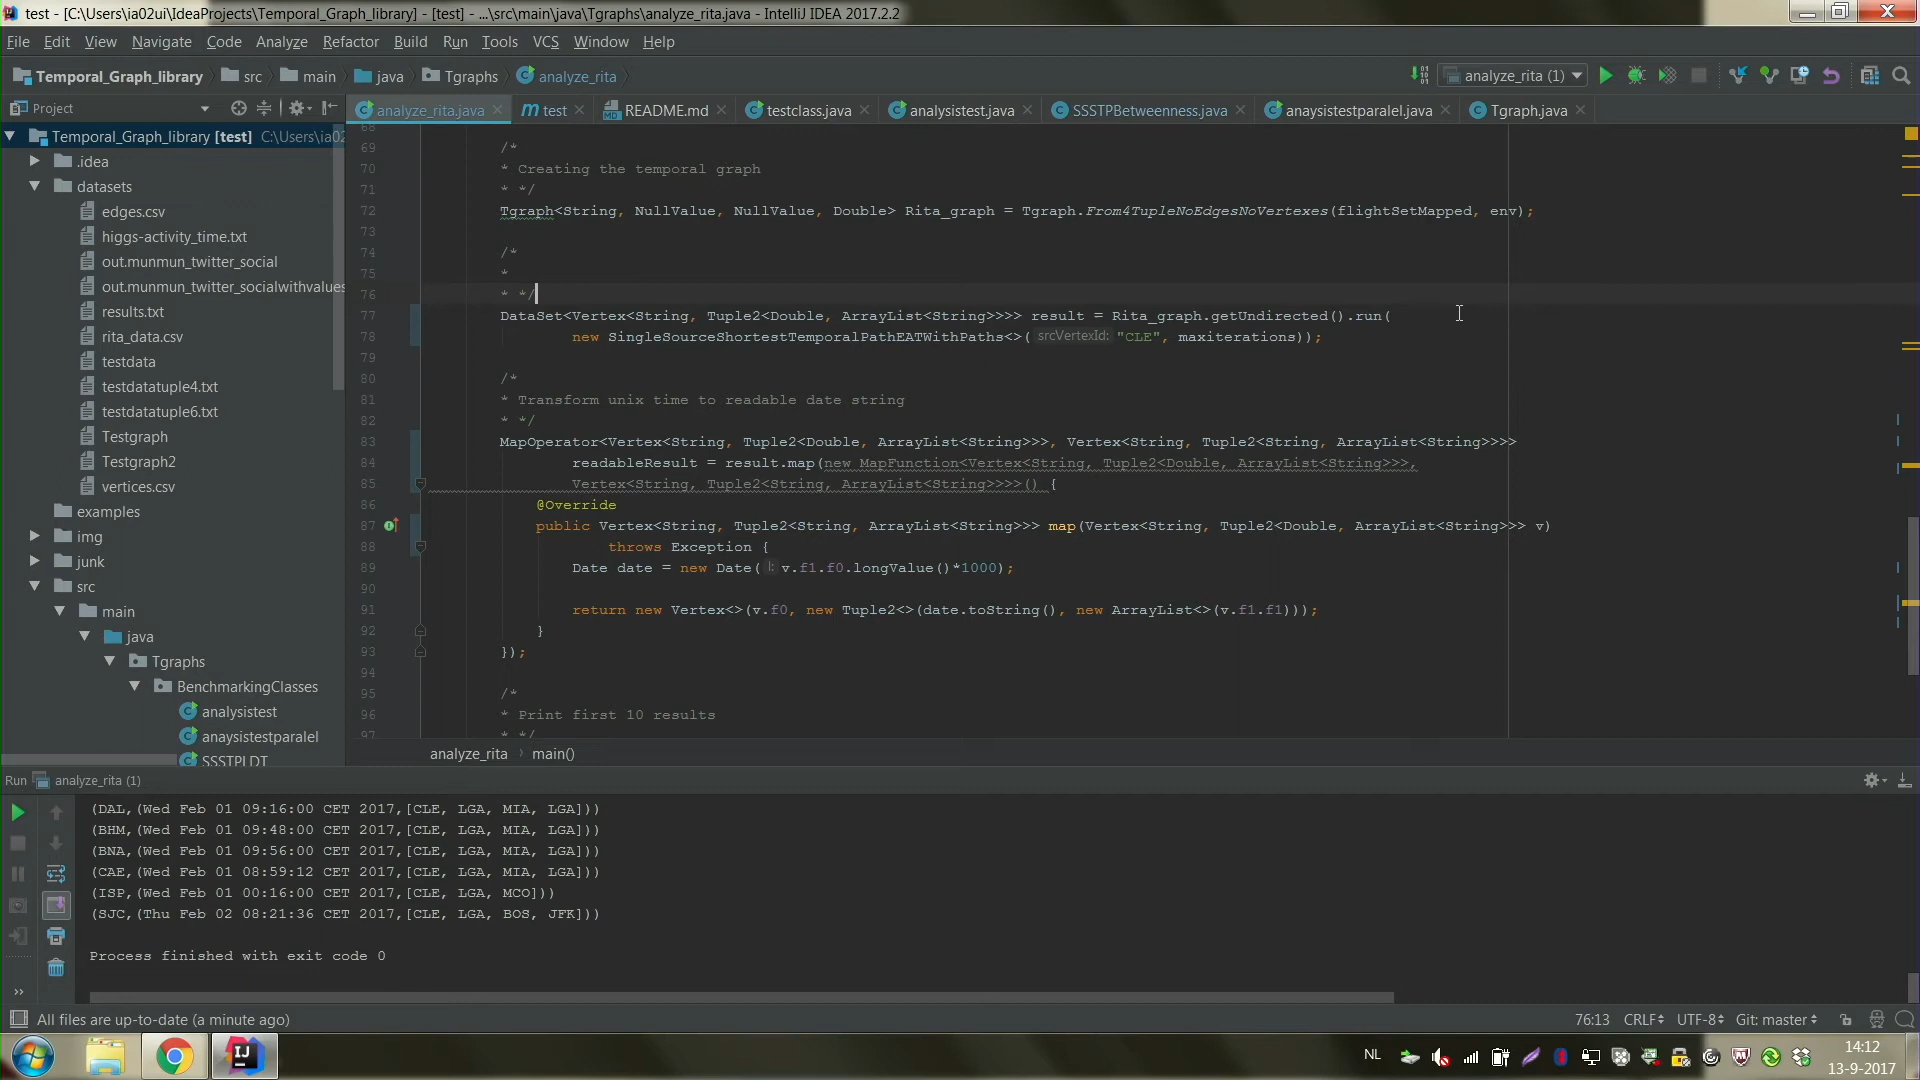 test - [C:\Users\ia02ui\IdeaProjects\Temporal_Graph_library] - [test] - ...\src\main\java\Tgraphs\analyze_rita.java - IntelliJ IDEA 2017.2.2
File Edit View Navigate Code Analyze Refactor Build Run Tools VCS Window Help
Temporal_Graph_library src main java Tgraphs analyze_rita
analyze_rita (1)
Project
analyze_rita.java test README.md testclass.java analysistest.java SSSTPBetweenness.java anaysistestparalel.java Tgraph.java
Temporal_Graph_library [test] C:\Users\ia02
.idea
datasets
edges.csv
higgs-activity_time.txt
out.munmun_twitter_social
out.munmun_twitter_socialwithvalues
results.txt
rita_data.csv
testdata
testdatatuple4.txt
testdatatuple6.txt
Testgraph
Testgraph2
vertices.csv
examples
img
junk
src
main
java
Tgraphs
BenchmarkingClasses
analysistest
anaysistestparalel
SSSTPLDT
68
69 /*
70 * Creating the temporal graph
71 * */
72 Tgraph<String, NullValue, NullValue, Double> Rita_graph = Tgraph.From4TupleNoEdgesNoVertexes(flightSetMapped, env);
73
74 /*
75 *
76 * */
77 DataSet<Vertex<String, Tuple2<Double, ArrayList<String>>>> result = Rita_graph.getUndirected().run(
78 new SingleSourceShortestTemporalPathEATWithPaths<>( srcVertexId: "CLE", maxiterations));
79
80 /*
81 * Transform unix time to readable date string
82 * */
83 MapOperator<Vertex<String, Tuple2<Double, ArrayList<String>>>, Vertex<String, Tuple2<String, ArrayList<String>>>>
84 readableResult = result.map(new MapFunction<Vertex<String, Tuple2<Double, ArrayList<String>>>,
85 Vertex<String, Tuple2<String, ArrayList<String>>>>() {
86 @Override
87 public Vertex<String, Tuple2<String, ArrayList<String>>> map(Vertex<String, Tuple2<Double, ArrayList<String>>> v)
88 throws Exception {
89 Date date = new Date( l: v.f1.f0.longValue()*1000);
90
91 return new Vertex<>(v.f0, new Tuple2<>(date.toString(), new ArrayList<>(v.f1.f1)));
92 }
93 });
94
95 /*
96 * Print first 10 results
97 * */
analyze_rita main()
Run analyze_rita (1)
(DAL,(Wed Feb 01 09:16:00 CET 2017,[CLE, LGA, MIA, LGA]))
(BHM,(Wed Feb 01 09:48:00 CET 2017,[CLE, LGA, MIA, LGA]))
(BNA,(Wed Feb 01 09:56:00 CET 2017,[CLE, LGA, MIA, LGA]))
(CAE,(Wed Feb 01 08:59:12 CET 2017,[CLE, LGA, MIA, LGA]))
(ISP,(Wed Feb 01 00:16:00 CET 2017,[CLE, LGA, MCO]))
(SJC,(Thu Feb 02 08:21:36 CET 2017,[CLE, LGA, BOS, JFK]))
Process finished with exit code 0
All files are up-to-date (a minute ago)
76:13 CRLF UTF-8 Git: master
NL
14:12
13-9-2017